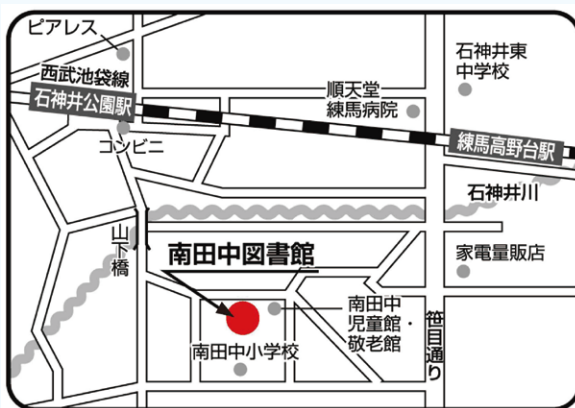 ピアレス
西武池袋線
石神井公園駅
コンビニ
順天堂
練馬病院
石神井東
中学校
練馬高野台駅
石神井川
山下橋
南田中図書館
家電量販店
南田中
児童館・
敬老館
笹目通り
南田中小学校